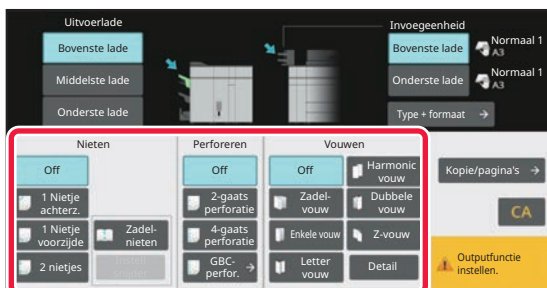 Uitvoerlade
Bovenste lade
Middelste lade
Onderste lade
Invoegeenheid
Bovenste lade
Normaal 1
A3
Onderste lade
Normaal 1
A3
Type + formaat
Nieten
Off
1 Nietje
achterz.
1 Nietje
voorzijde
2 nietjes
Zadel-
nieten
Perforeren
Off
2-gaats
perforatie
4-gaats
perforatie
GBC-
perfor.
Vouwen
Off
Zadel-
vouw
Enkele vouw
Letter
vouw
Harmonic
vouw
Dubbele
vouw
Z-vouw
Detail
Kopie/pagina's
CA
Outputfunctie
instellen.